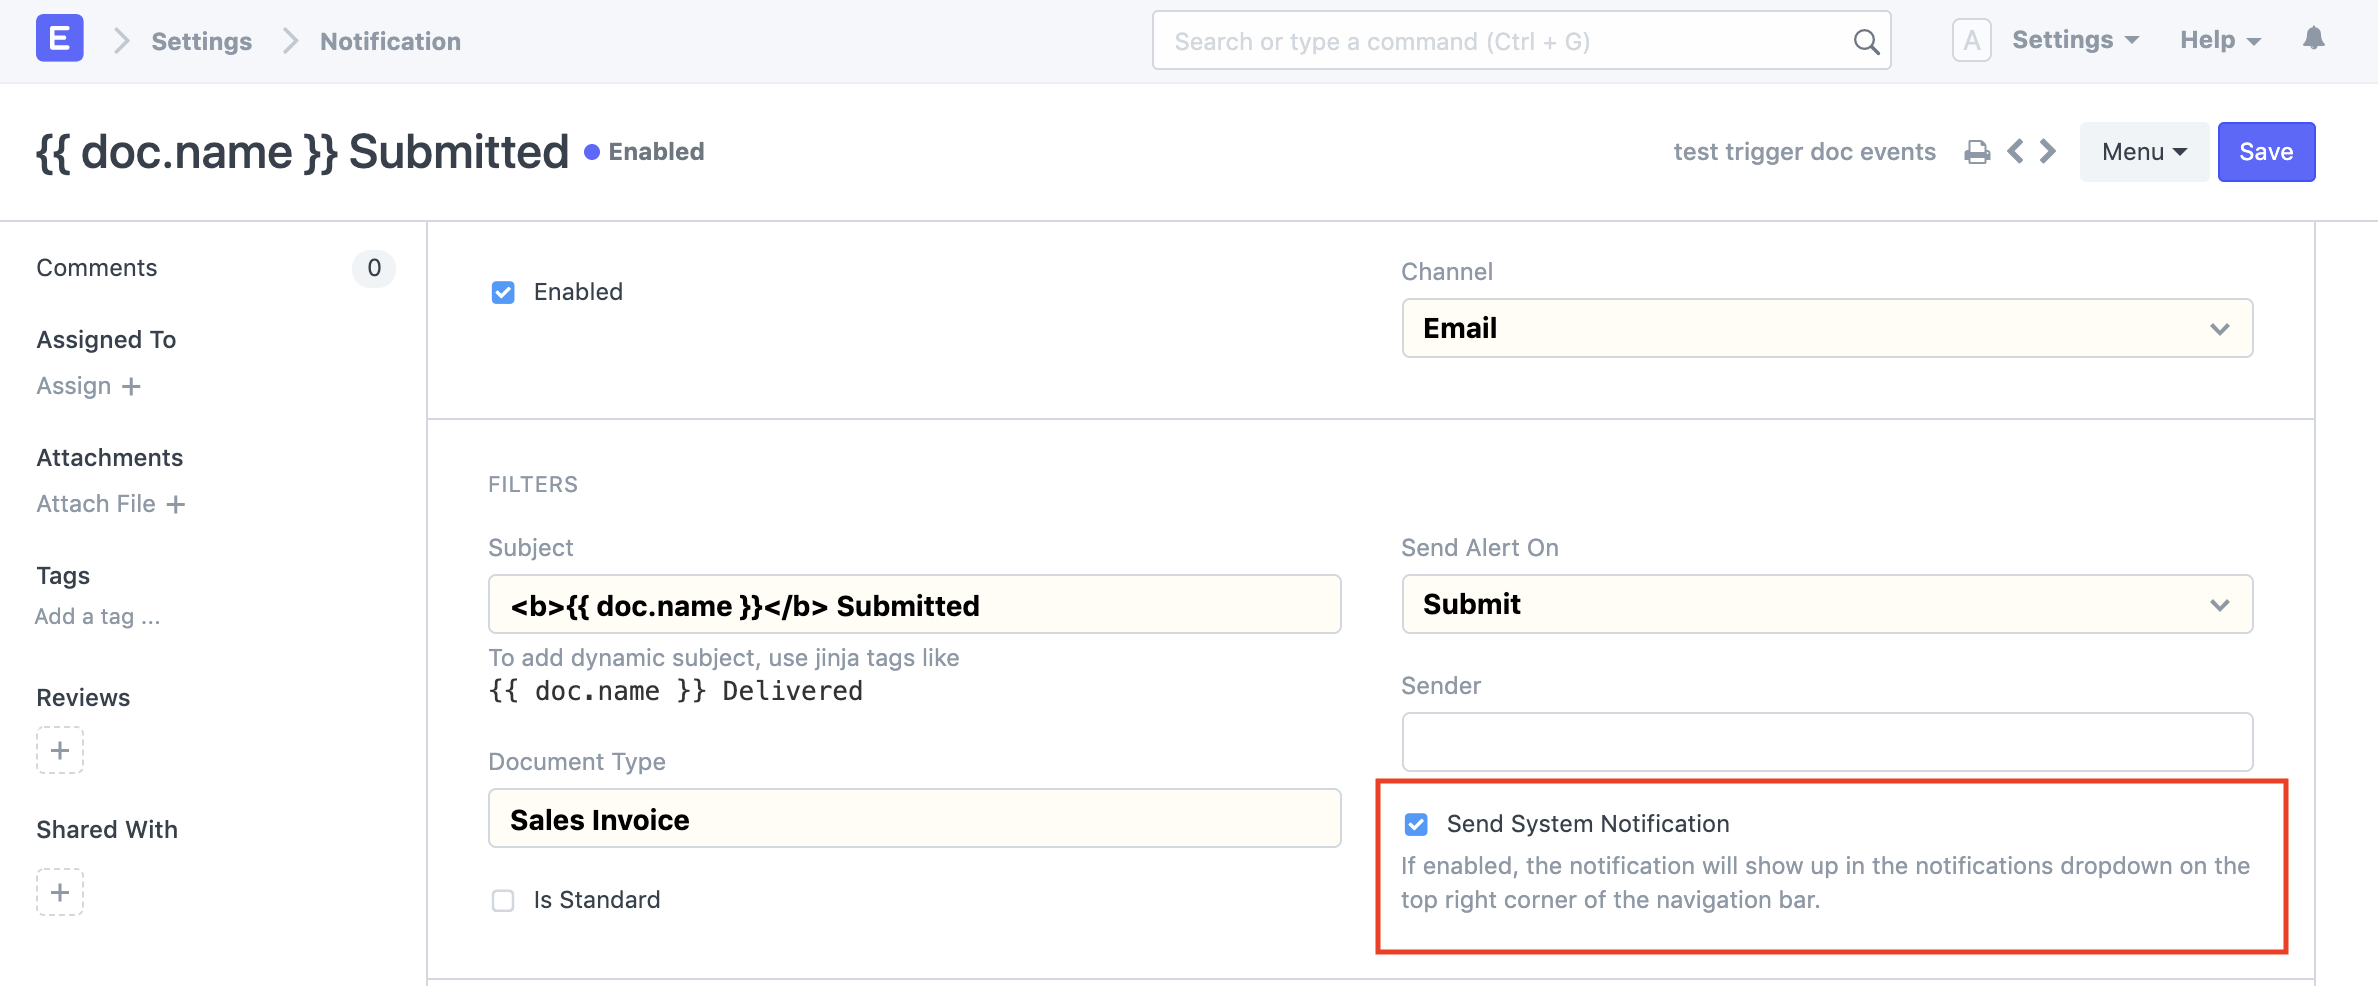 E Settings Notification Search or type a command (Ctrl + G) A Settings Help
{{ doc.name }} Submitted Enabled test trigger doc events Menu Save
Comments 0
Assigned To
Assign +
Attachments
Attach File +
Tags
Add a tag ...
Reviews
+
Shared With
+
Enabled
Channel
Email
FILTERS
Subject
<b>{{ doc.name }}</b> Submitted
To add dynamic subject, use jinja tags like
{{ doc.name }} Delivered
Document Type
Sales Invoice
Is Standard
Send Alert On
Submit
Sender
Send System Notification
If enabled, the notification will show up in the notifications dropdown on the
top right corner of the navigation bar.